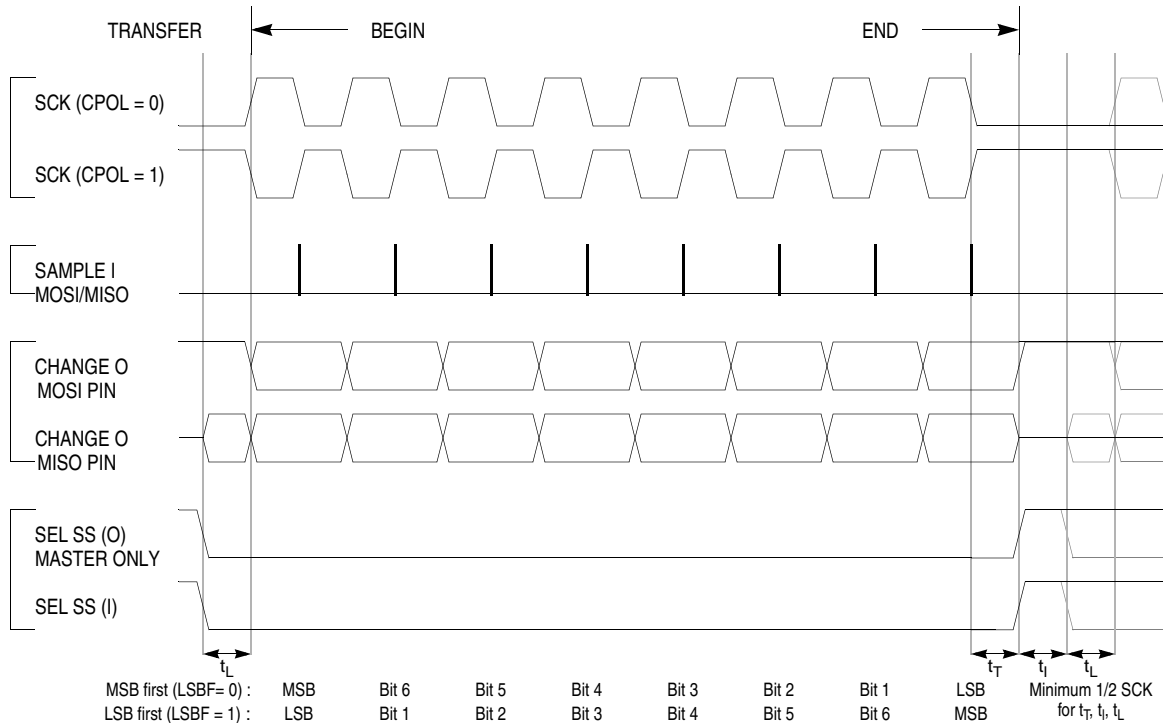 TRANSFER BEGIN END
SCK (CPOL = 0)
SCK (CPOL = 1)
SAMPLE I
MOSI/MISO
CHANGE O
MOSI PIN
CHANGE O
MISO PIN
SEL SS (O)
MASTER ONLY
SEL SS (I)
tL tT tI tL
MSB first (LSBF= 0) : MSB Bit 6 Bit 5 Bit 4 Bit 3 Bit 2 Bit 1 LSB Minimum 1/2 SCK
LSB first (LSBF = 1) : LSB Bit 1 Bit 2 Bit 3 Bit 4 Bit 5 Bit 6 MSB for tT, tI, tL